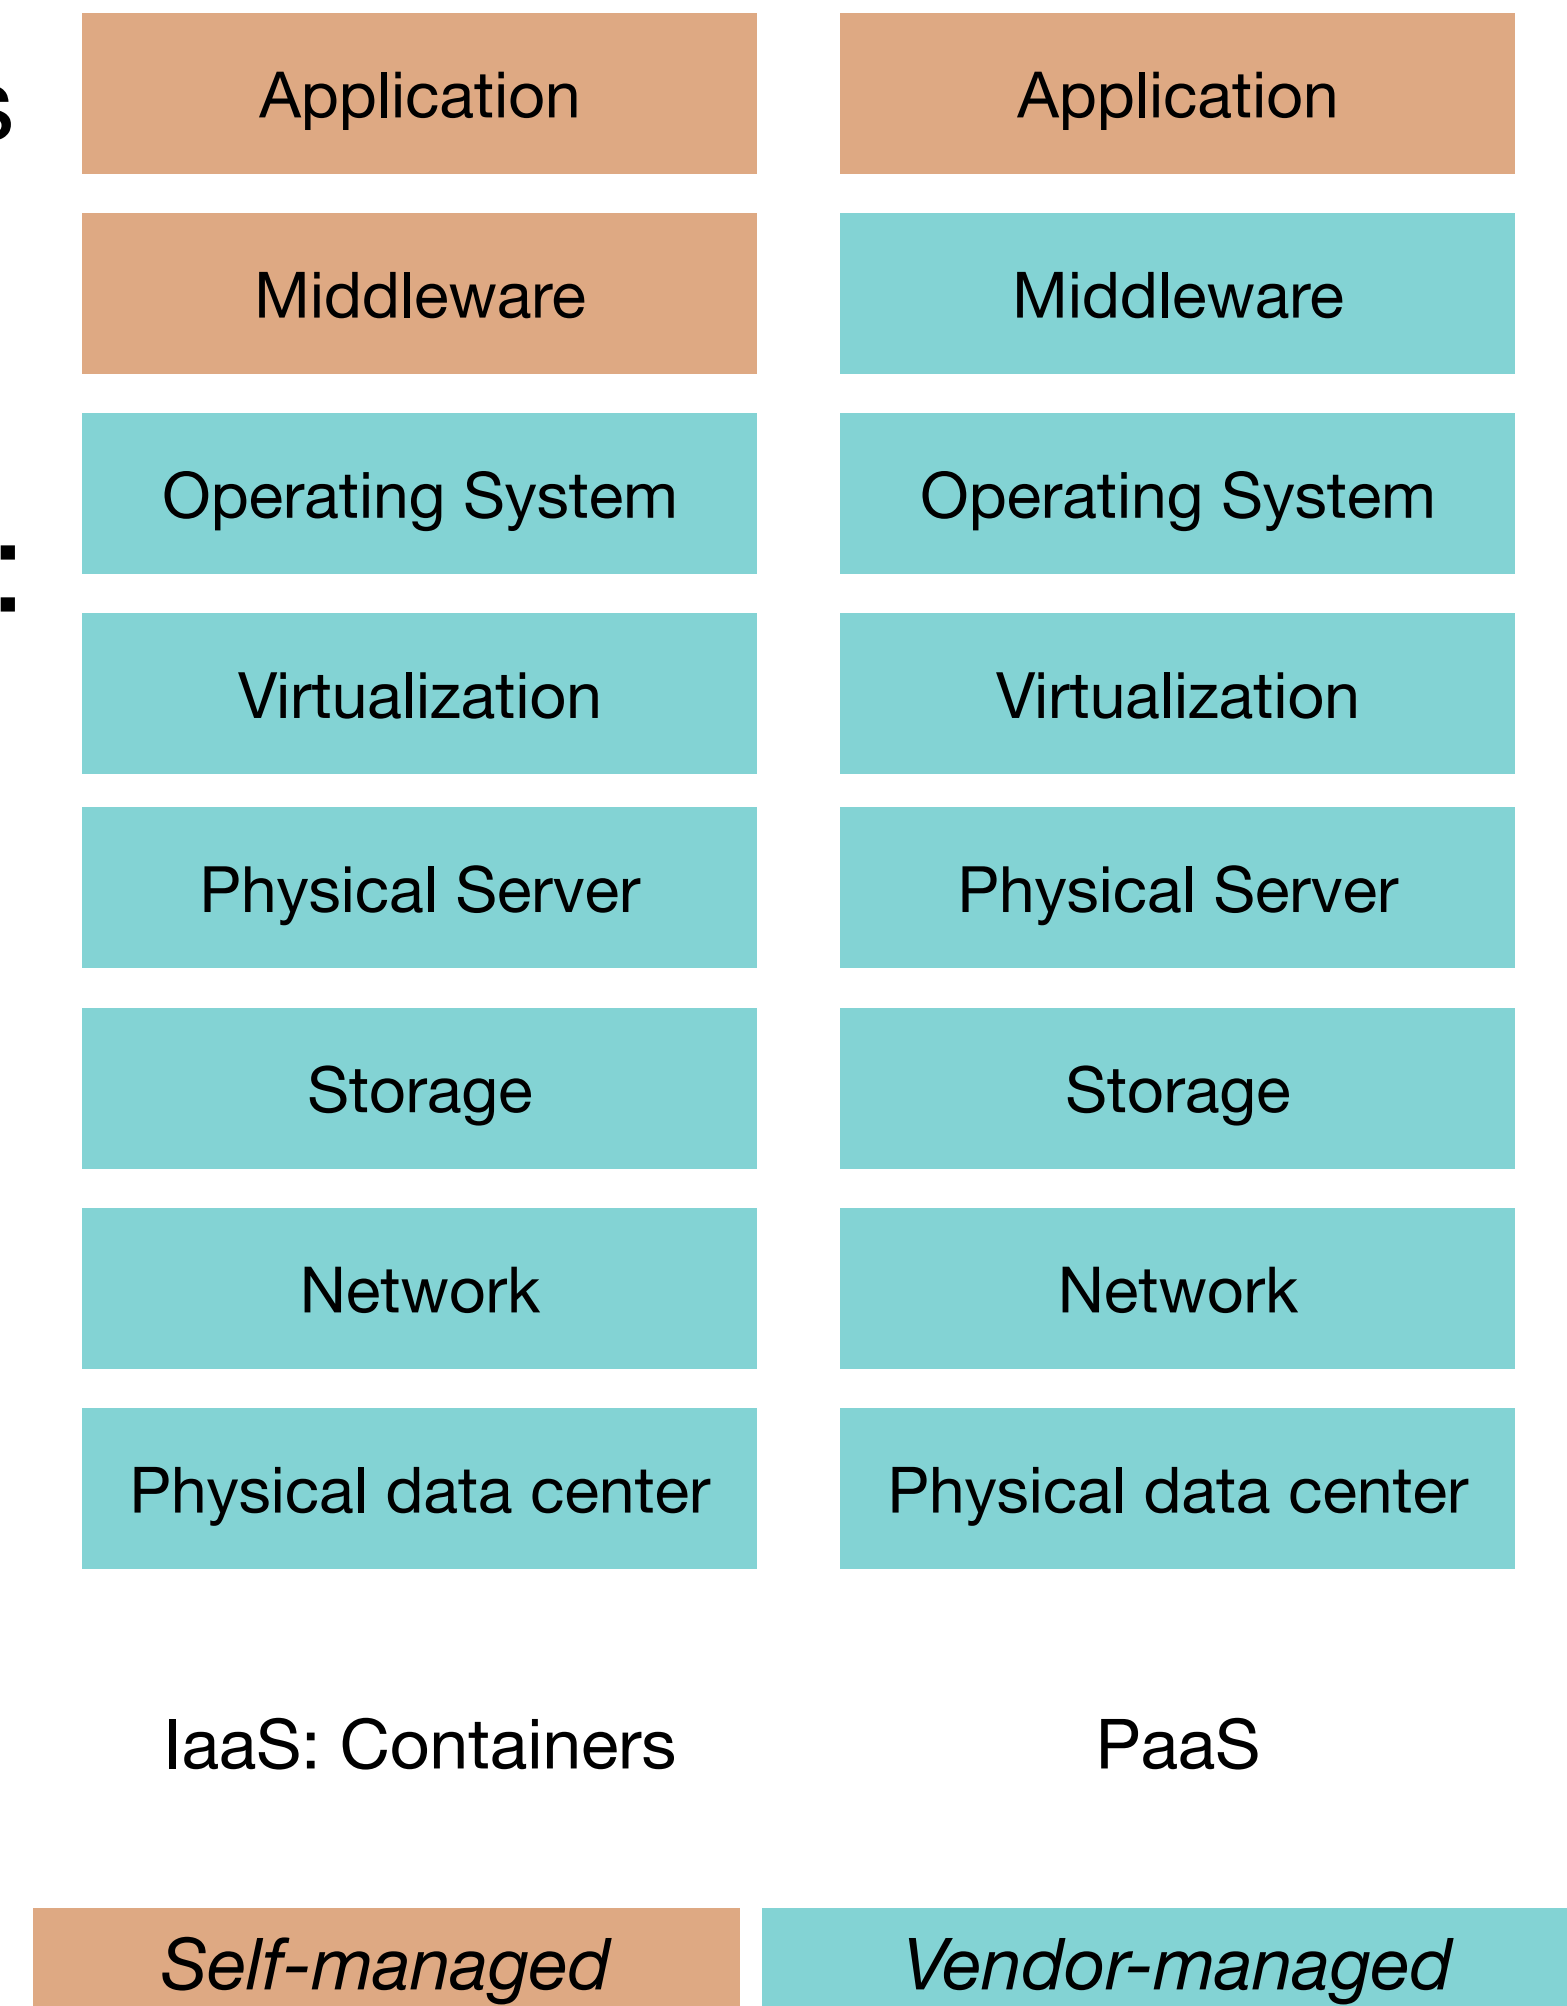 Application
Middleware
Operating System
Virtualization
Physical Server
Storage
Network
Physical data center
IaaS: Containers
Application
Middleware
Operating System
Virtualization
Physical Server
Storage
Network
Physical data center
PaaS
Self-managed
Vendor-managed